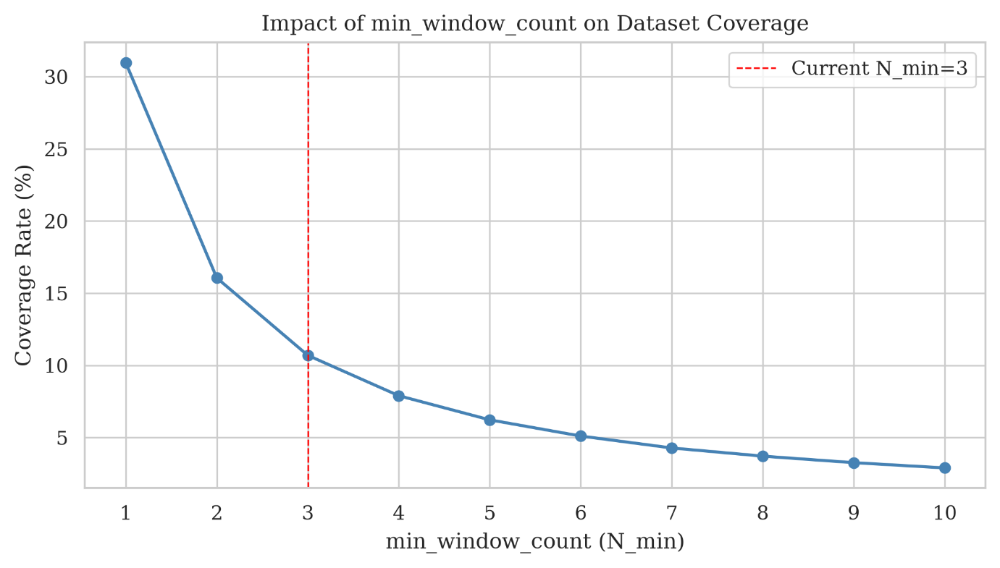 Impact of min_window_count on Dataset Coverage
Current N_min=3
Coverage Rate (%)
30
25
20
15
10
5
1 2 3 4 5 6 7 8 9 10
min_window_count (N_min)